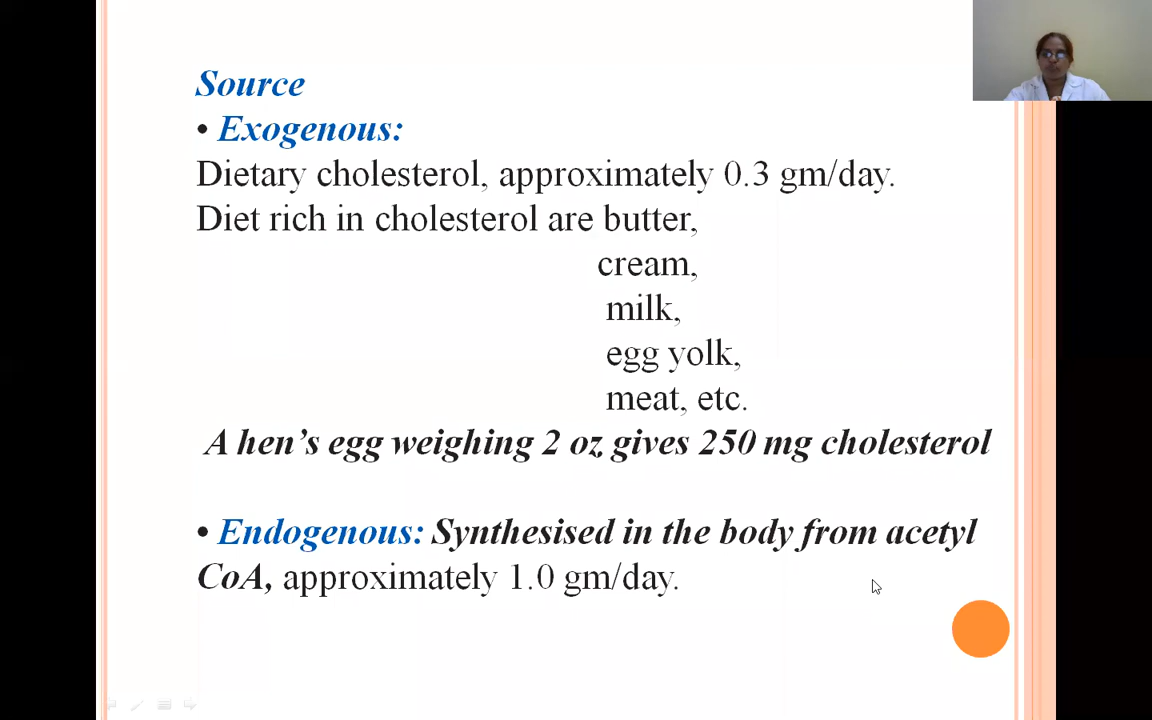 Source
• Exogenous:
Dietary cholesterol, approximately 0.3 gm/day.
Diet rich in cholesterol are butter,
cream,
milk,
egg yolk,
meat, etc.
A hen’s egg weighing 2 oz gives 250 mg cholesterol
• Endogenous: Synthesised in the body from acetyl
CoA, approximately 1.0 gm/day.